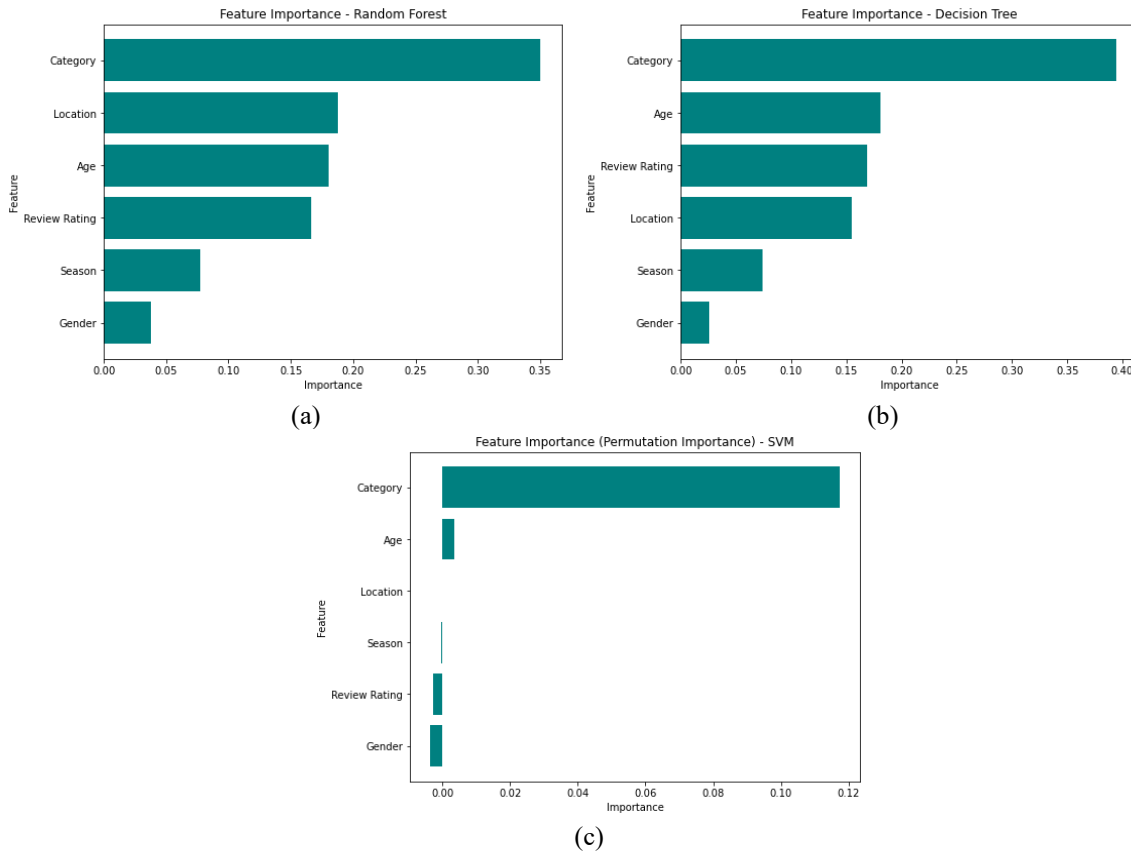 Feature Importance - Random Forest
Category
Location
Age
Review Rating
Season
Gender
Feature
0.00 0.05 0.10 0.15 0.20 0.25 0.30 0.35
Importance
(a)
Feature Importance - Decision Tree
Category
Age
Review Rating
Location
Season
Gender
Feature
0.00 0.05 0.10 0.15 0.20 0.25 0.30 0.35 0.40
Importance
(b)
Feature Importance (Permutation Importance) - SVM
Category
Age
Location
Season
Review Rating
Gender
Feature
0.00 0.02 0.04 0.06 0.08 0.10 0.12
Importance
(c)